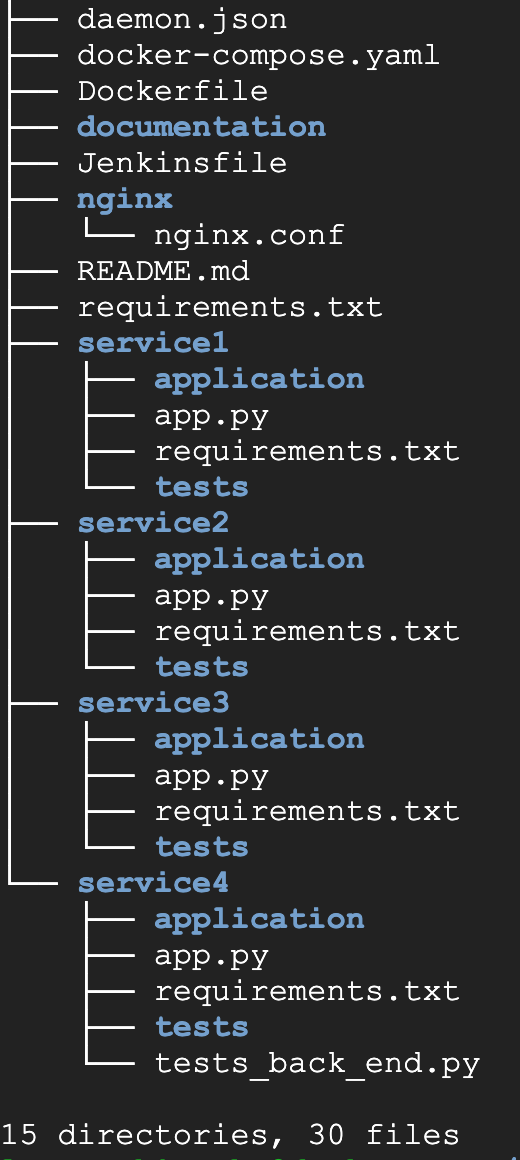 ├── daemon.json
├── docker-compose.yaml
├── Dockerfile
├── documentation
├── Jenkinsfile
├── nginx
│   └── nginx.conf
├── README.md
├── requirements.txt
├── service1
│   ├── application
│   ├── app.py
│   ├── requirements.txt
│   └── tests
├── service2
│   ├── application
│   ├── app.py
│   ├── requirements.txt
│   └── tests
├── service3
│   ├── application
│   ├── app.py
│   ├── requirements.txt
│   └── tests
└── service4
    ├── application
    ├── app.py
    ├── requirements.txt
    ├── tests
    └── tests_back_end.py

15 directories, 30 files